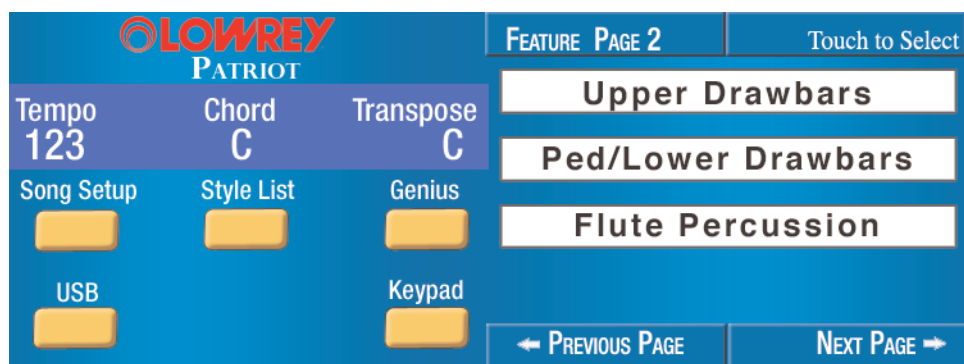 LOWREY
PATRIOT
Tempo Chord Transpose
123 C C
Song Setup Style List Genius
USB Keypad
FEATURE PAGE 2 Touch to Select
Upper Drawbars
Ped/Lower Drawbars
Flute Percussion
PREVIOUS PAGE NEXT PAGE